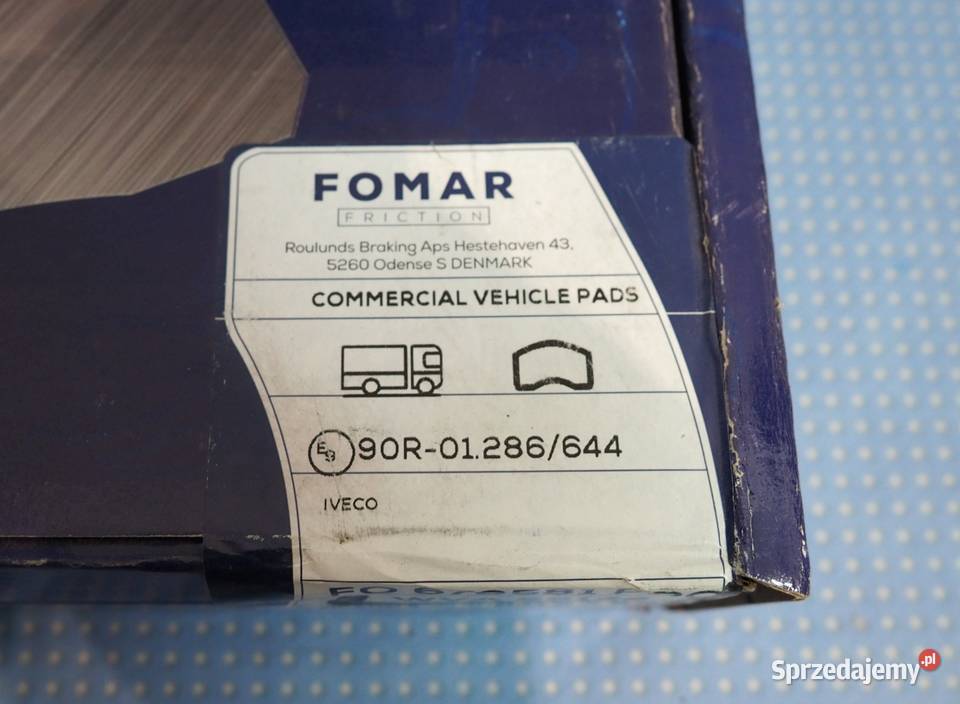 FOMAR
FRICTION
Roulunds Braking Aps Hestehaven 43,
5260 Odense S DENMARK
COMMERCIAL VEHICLE PADS
E9 90R-01.286/644
IVECO
FO
Sprzedajemy.pl